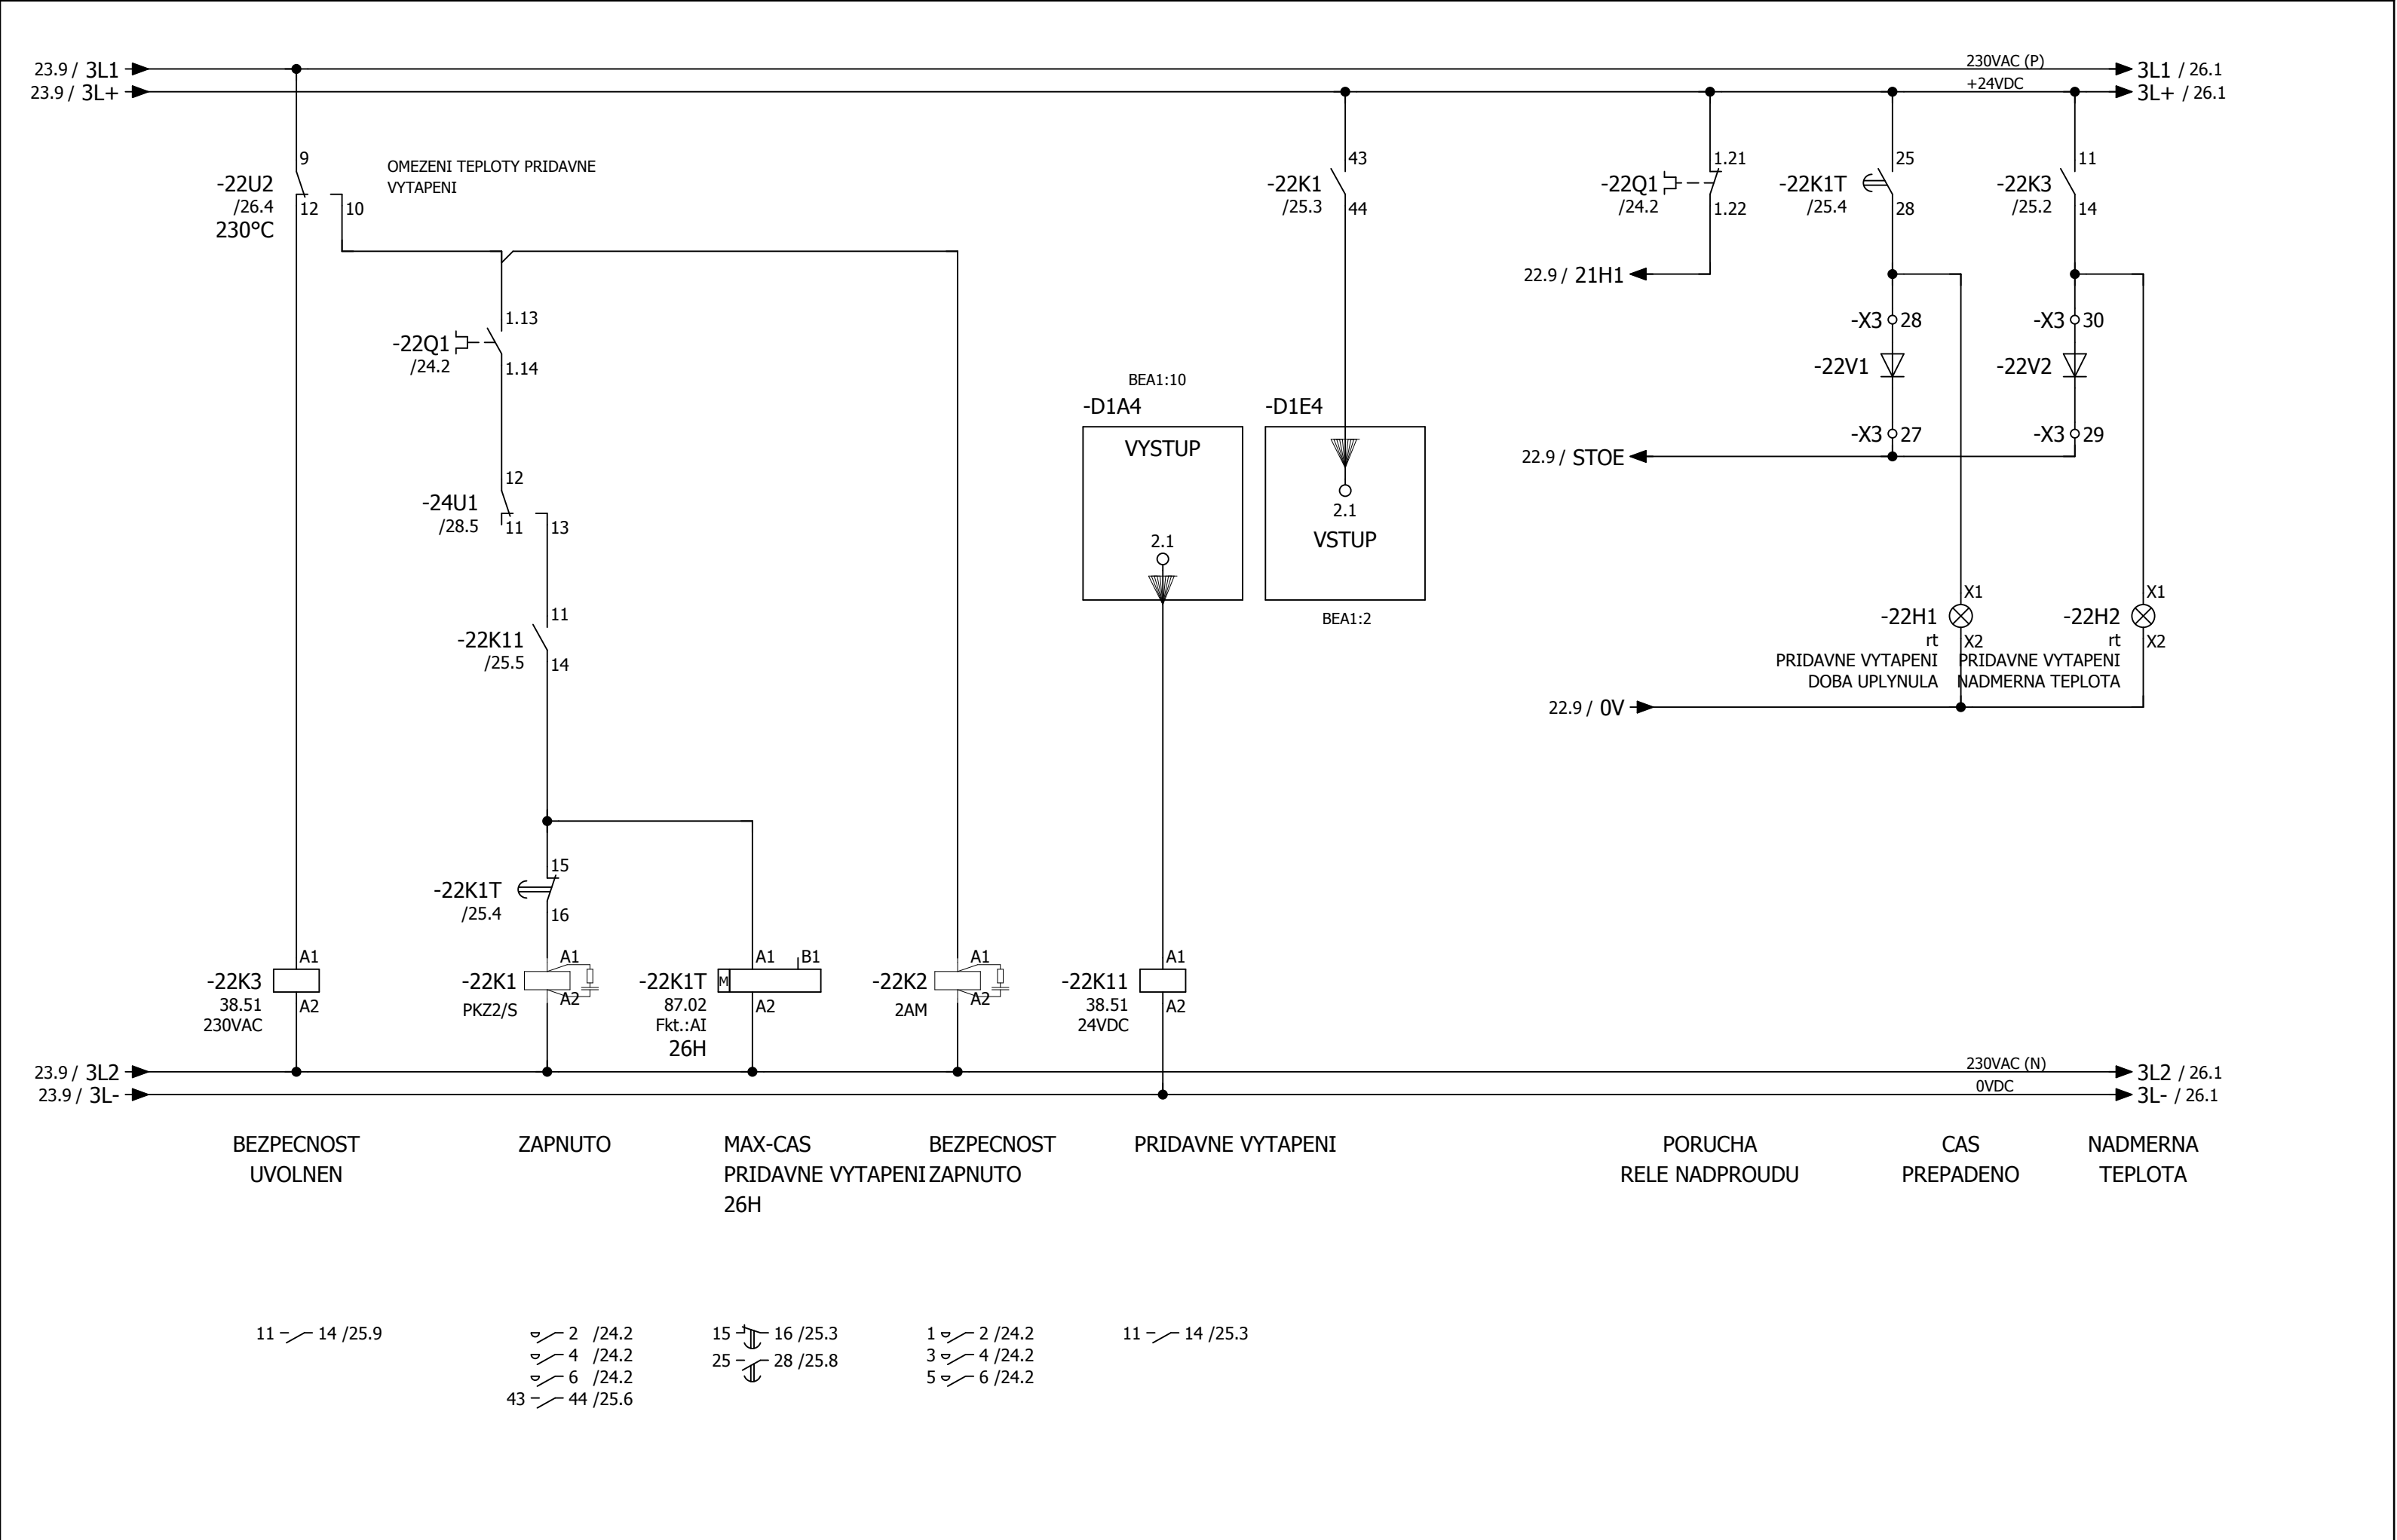 23.9 / 3L1
230VAC (P)
3L1 / 26.1
23.9 / 3L+
+24VDC
3L+ / 26.1
9
-22U2
/26.4
230°C
12
10
OMEZENI TEPLOTY PRIDAVNE
VYTAPENI
43
-22K1
/25.3
44
1.21
-22Q1
/24.2
1.22
25
-22K1T
/25.4
28
11
-22K3
/25.2
14
22.9 / 21H1
1.13
-22Q1
/24.2
1.14
-X3 28
-22V1
-X3 27
-X3 30
-22V2
-X3 29
22.9 / STOE
BEA1:10
-D1A4
VYSTUP
2.1
-D1E4
2.1
VSTUP
BEA1:2
12
-24U1
/28.5
11
13
11
-22K11
/25.5
14
X1
-22H1
rt
X2
PRIDAVNE VYTAPENI
DOBA UPLYNULA
X1
-22H2
rt
X2
PRIDAVNE VYTAPENI
NADMERNA TEPLOTA
22.9 / 0V
15
-22K1T
/25.4
16
A1
-22K3
38.51
230VAC
A2
A1
-22K1
A2
PKZ2/S
A1
B1
-22K1T
M
87.02
Fkt.:AI
26H
A2
A1
-22K2
A2
2AM
A1
-22K11
38.51
24VDC
A2
23.9 / 3L2
230VAC (N)
3L2 / 26.1
23.9 / 3L-
0VDC
3L- / 26.1
BEZPECNOST
UVOLNEN
ZAPNUTO
MAX-CAS
PRIDAVNE VYTAPENI
26H
BEZPECNOST
ZAPNUTO
PRIDAVNE VYTAPENI
PORUCHA
RELE NADPROUDU
CAS
PREPADENO
NADMERNA
TEPLOTA
11 14 /25.9
2 /24.2
4 /24.2
6 /24.2
43 44 /25.6
15 16 /25.3
25 28 /25.8
1 2 /24.2
3 4 /24.2
5 6 /24.2
11 14 /25.3